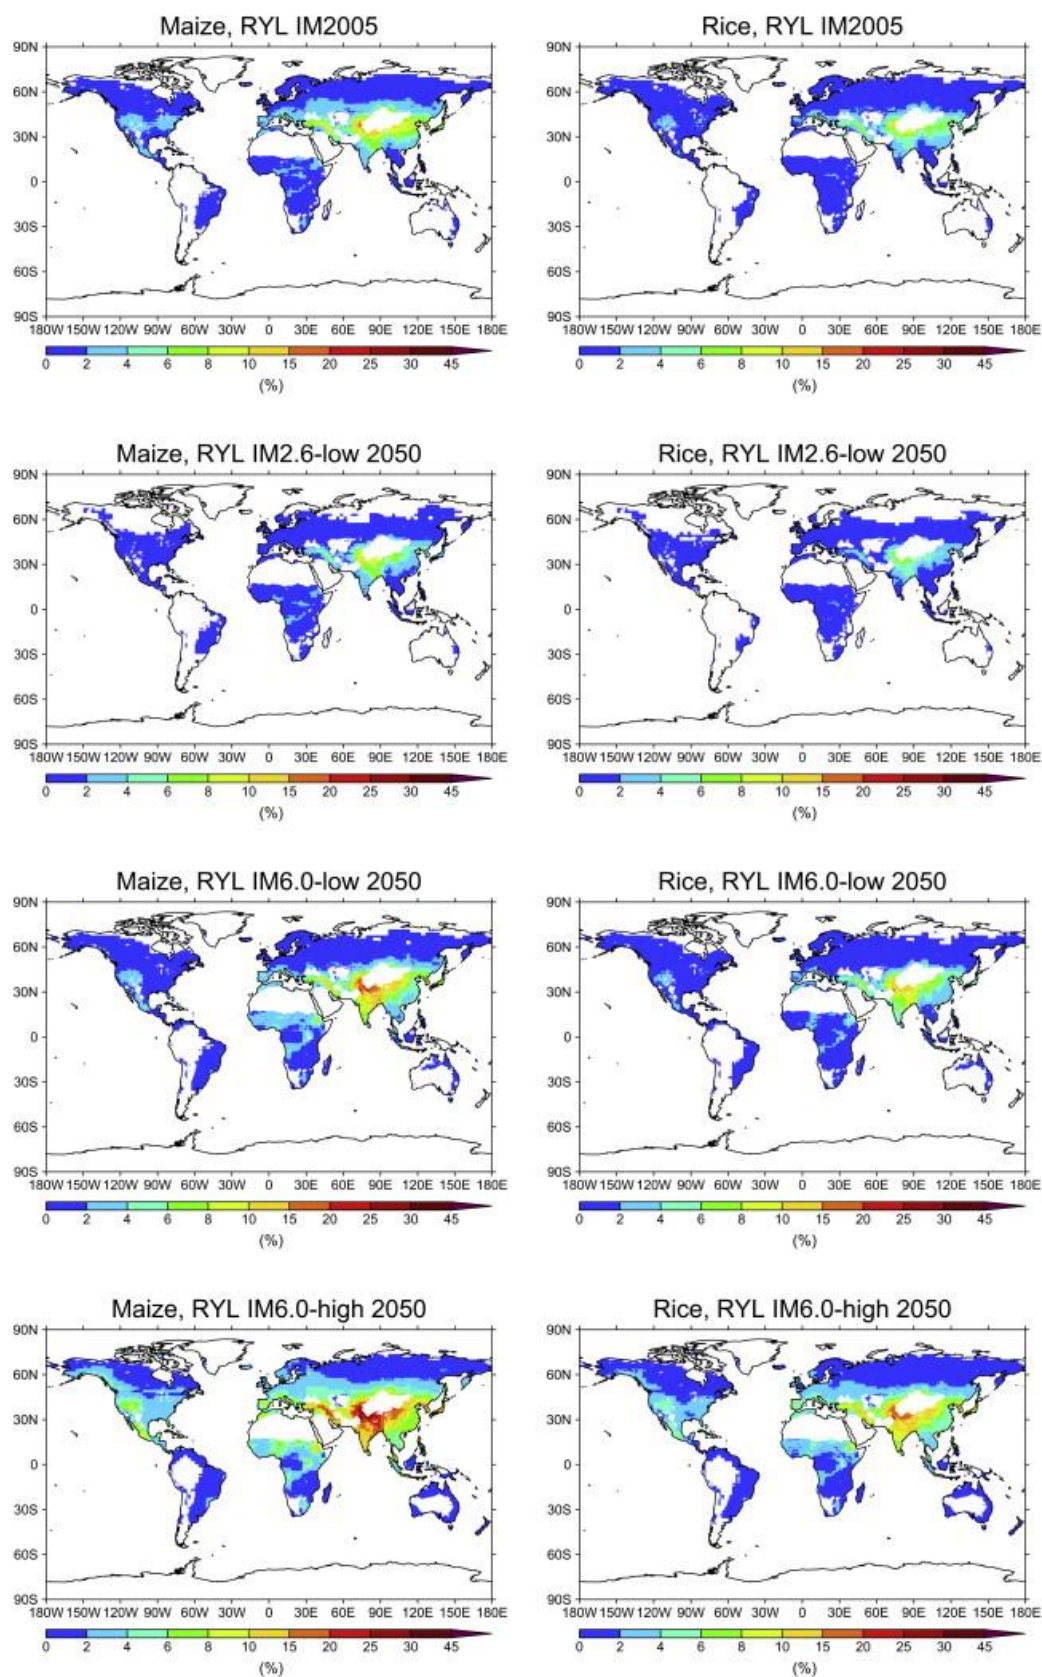 Maize, RYL IM2005
90N
60N
30N
0
30S
60S
90S
180W 150W 120W 90W 60W 30W 0 30E 60E 90E 120E 150E 180E
0 2 4 6 8 10 15 20 25 30 45
(%)
Rice, RYL IM2005
90N
60N
30N
0
30S
60S
90S
180W 150W 120W 90W 60W 30W 0 30E 60E 90E 120E 150E 180E
0 2 4 6 8 10 15 20 25 30 45
(%)
Maize, RYL IM2.6-low 2050
90N
60N
30N
0
30S
60S
90S
180W 150W 120W 90W 60W 30W 0 30E 60E 90E 120E 150E 180E
0 2 4 6 8 10 15 20 25 30 45
(%)
Rice, RYL IM2.6-low 2050
90N
60N
30N
0
30S
60S
90S
180W 150W 120W 90W 60W 30W 0 30E 60E 90E 120E 150E 180E
0 2 4 6 8 10 15 20 25 30 45
(%)
Maize, RYL IM6.0-low 2050
90N
60N
30N
0
30S
60S
90S
180W 150W 120W 90W 60W 30W 0 30E 60E 90E 120E 150E 180E
0 2 4 6 8 10 15 20 25 30 45
(%)
Rice, RYL IM6.0-low 2050
90N
60N
30N
0
30S
60S
90S
180W 150W 120W 90W 60W 30W 0 30E 60E 90E 120E 150E 180E
0 2 4 6 8 10 15 20 25 30 45
(%)
Maize, RYL IM6.0-high 2050
90N
60N
30N
0
30S
60S
90S
180W 150W 120W 90W 60W 30W 0 30E 60E 90E 120E 150E 180E
0 2 4 6 8 10 15 20 25 30 45
(%)
Rice, RYL IM6.0-high 2050
90N
60N
30N
0
30S
60S
90S
180W 150W 120W 90W 60W 30W 0 30E 60E 90E 120E 150E 180E
0 2 4 6 8 10 15 20 25 30 45
(%)